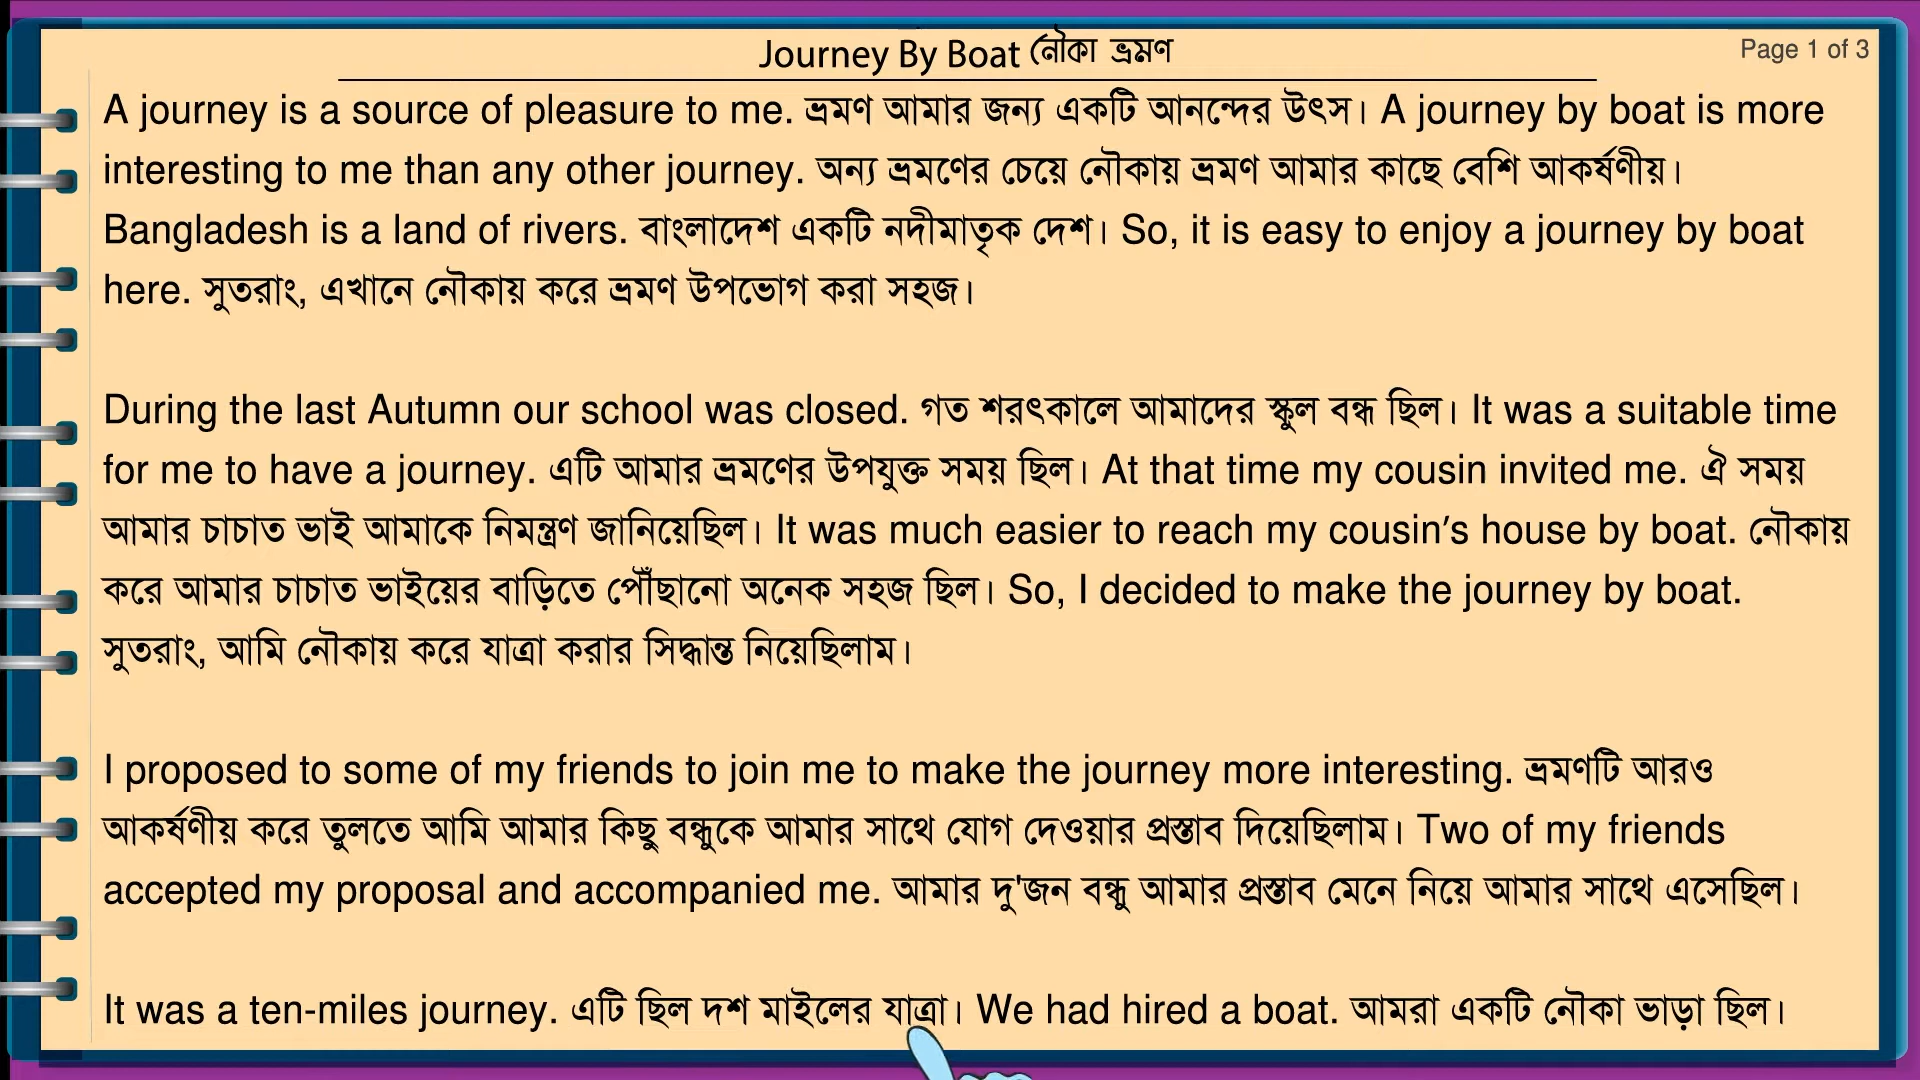 Journey By Boat নৌকা ভ্রমণ
Page 1 of 3
A journey is a source of pleasure to me. ভ্রমণ আমার জন্য একটি আনন্দের উৎস। A journey by boat is more
interesting to me than any other journey. অন্য ভ্রমণের চেয়ে নৌকায় ভ্রমণ আমার কাছে বেশি আকর্ষণীয়।
Bangladesh is a land of rivers. বাংলাদেশ একটি নদীমাতৃক দেশ। So, it is easy to enjoy a journey by boat
here. সুতরাং, এখানে নৌকায় করে ভ্রমণ উপভোগ করা সহজ।
During the last Autumn our school was closed. গত শরৎকালে আমাদের স্কুল বন্ধ ছিল। It was a suitable time
for me to have a journey. এটি আমার ভ্রমণের উপযুক্ত সময় ছিল। At that time my cousin invited me. ঐ সময়
আমার চাচাত ভাই আমাকে নিমন্ত্রণ জানিয়েছিল। It was much easier to reach my cousin's house by boat. নৌকায়
করে আমার চাচাত ভাইয়ের বাড়িতে পৌঁছানো অনেক সহজ ছিল। So, I decided to make the journey by boat.
সুতরাং, আমি নৌকায় করে যাত্রা করার সিদ্ধান্ত নিয়েছিলাম।
I proposed to some of my friends to join me to make the journey more interesting. ভ্রমণটি আরও
আকর্ষণীয় করে তুলতে আমি আমার কিছু বন্ধুকে আমার সাথে যোগ দেওয়ার প্রস্তাব দিয়েছিলাম। Two of my friends
accepted my proposal and accompanied me. আমার দু'জন বন্ধু আমার প্রস্তাব মেনে নিয়ে আমার সাথে এসেছিল।
It was a ten-miles journey. এটি ছিল দশ মাইলের যাত্রা। We had hired a boat. আমরা একটি নৌকা ভাড়া ছিল।